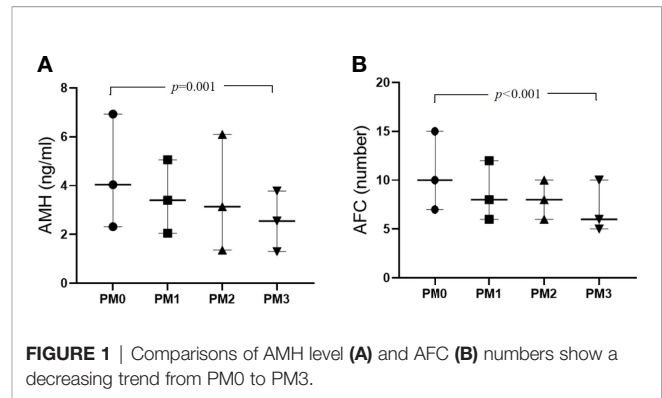 A
8
6
4
2
0
AMH (ng/ml)
p=0.001
PM0 PM1 PM2 PM3
B
20
15
10
5
0
AFC (number)
p<0.001
PM0 PM1 PM2 PM3
FIGURE 1 | Comparisons of AMH level (A) and AFC (B) numbers show a
decreasing trend from PM0 to PM3.